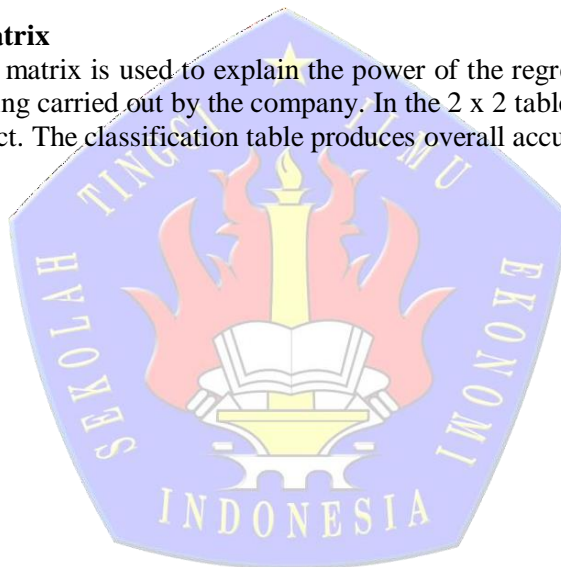 atrix
matrix is used to explain the power of the regre
ng carried out by the company. In the 2 x 2 table
ct. The classification table produces overall accu
SEKOLAH TINGGI ILMU EKONOMI
INDONESIA